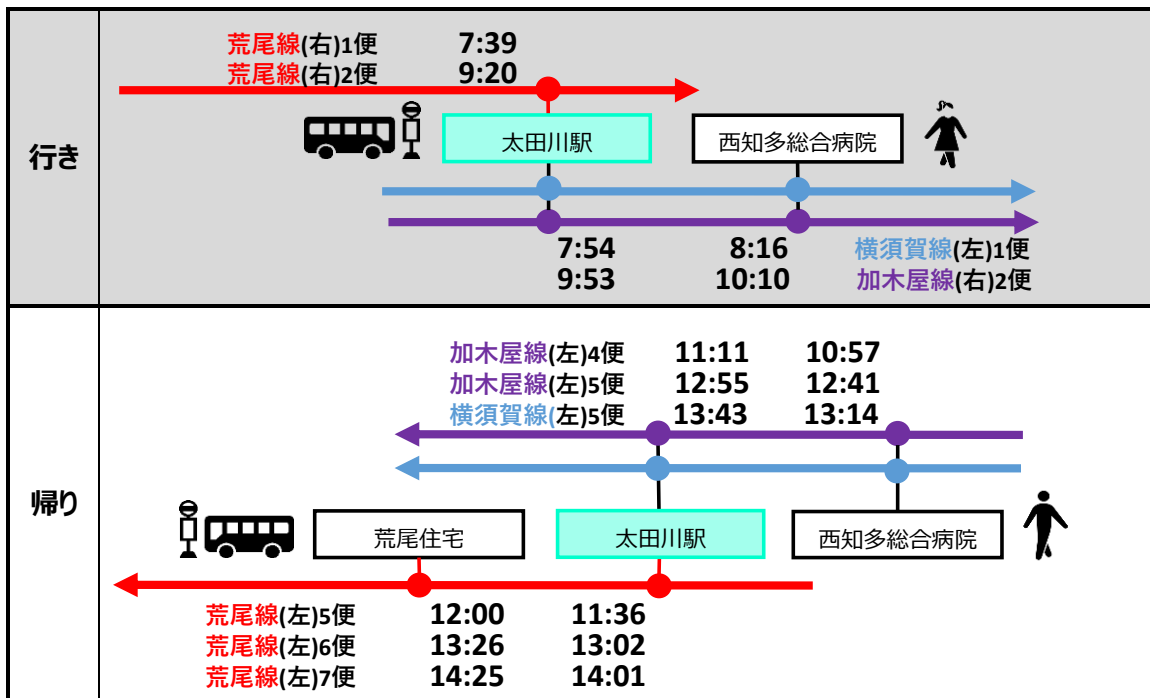 行き
荒尾線(右)1便 7:39
荒尾線(右)2便 9:20
太田川駅 西知多総合病院
7:54 8:16 横須賀線(左)1便
9:53 10:10 加木屋線(右)2便
帰り
加木屋線(左)4便 11:11 10:57
加木屋線(左)5便 12:55 12:41
横須賀線(左)5便 13:43 13:14
荒尾住宅 太田川駅 西知多総合病院
荒尾線(左)5便 12:00 11:36
荒尾線(左)6便 13:26 13:02
荒尾線(左)7便 14:25 14:01